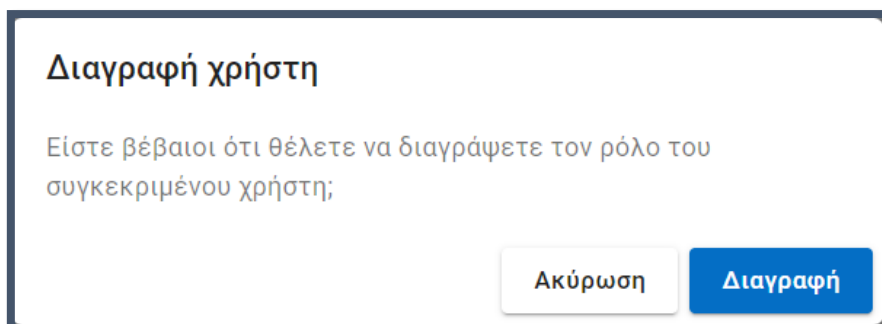 Διαγραφή χρήστη
Είστε βέβαιοι ότι θέλετε να διαγράψετε τον ρόλο του
συγκεκριμένου χρήστη;
Ακύρωση
Διαγραφή